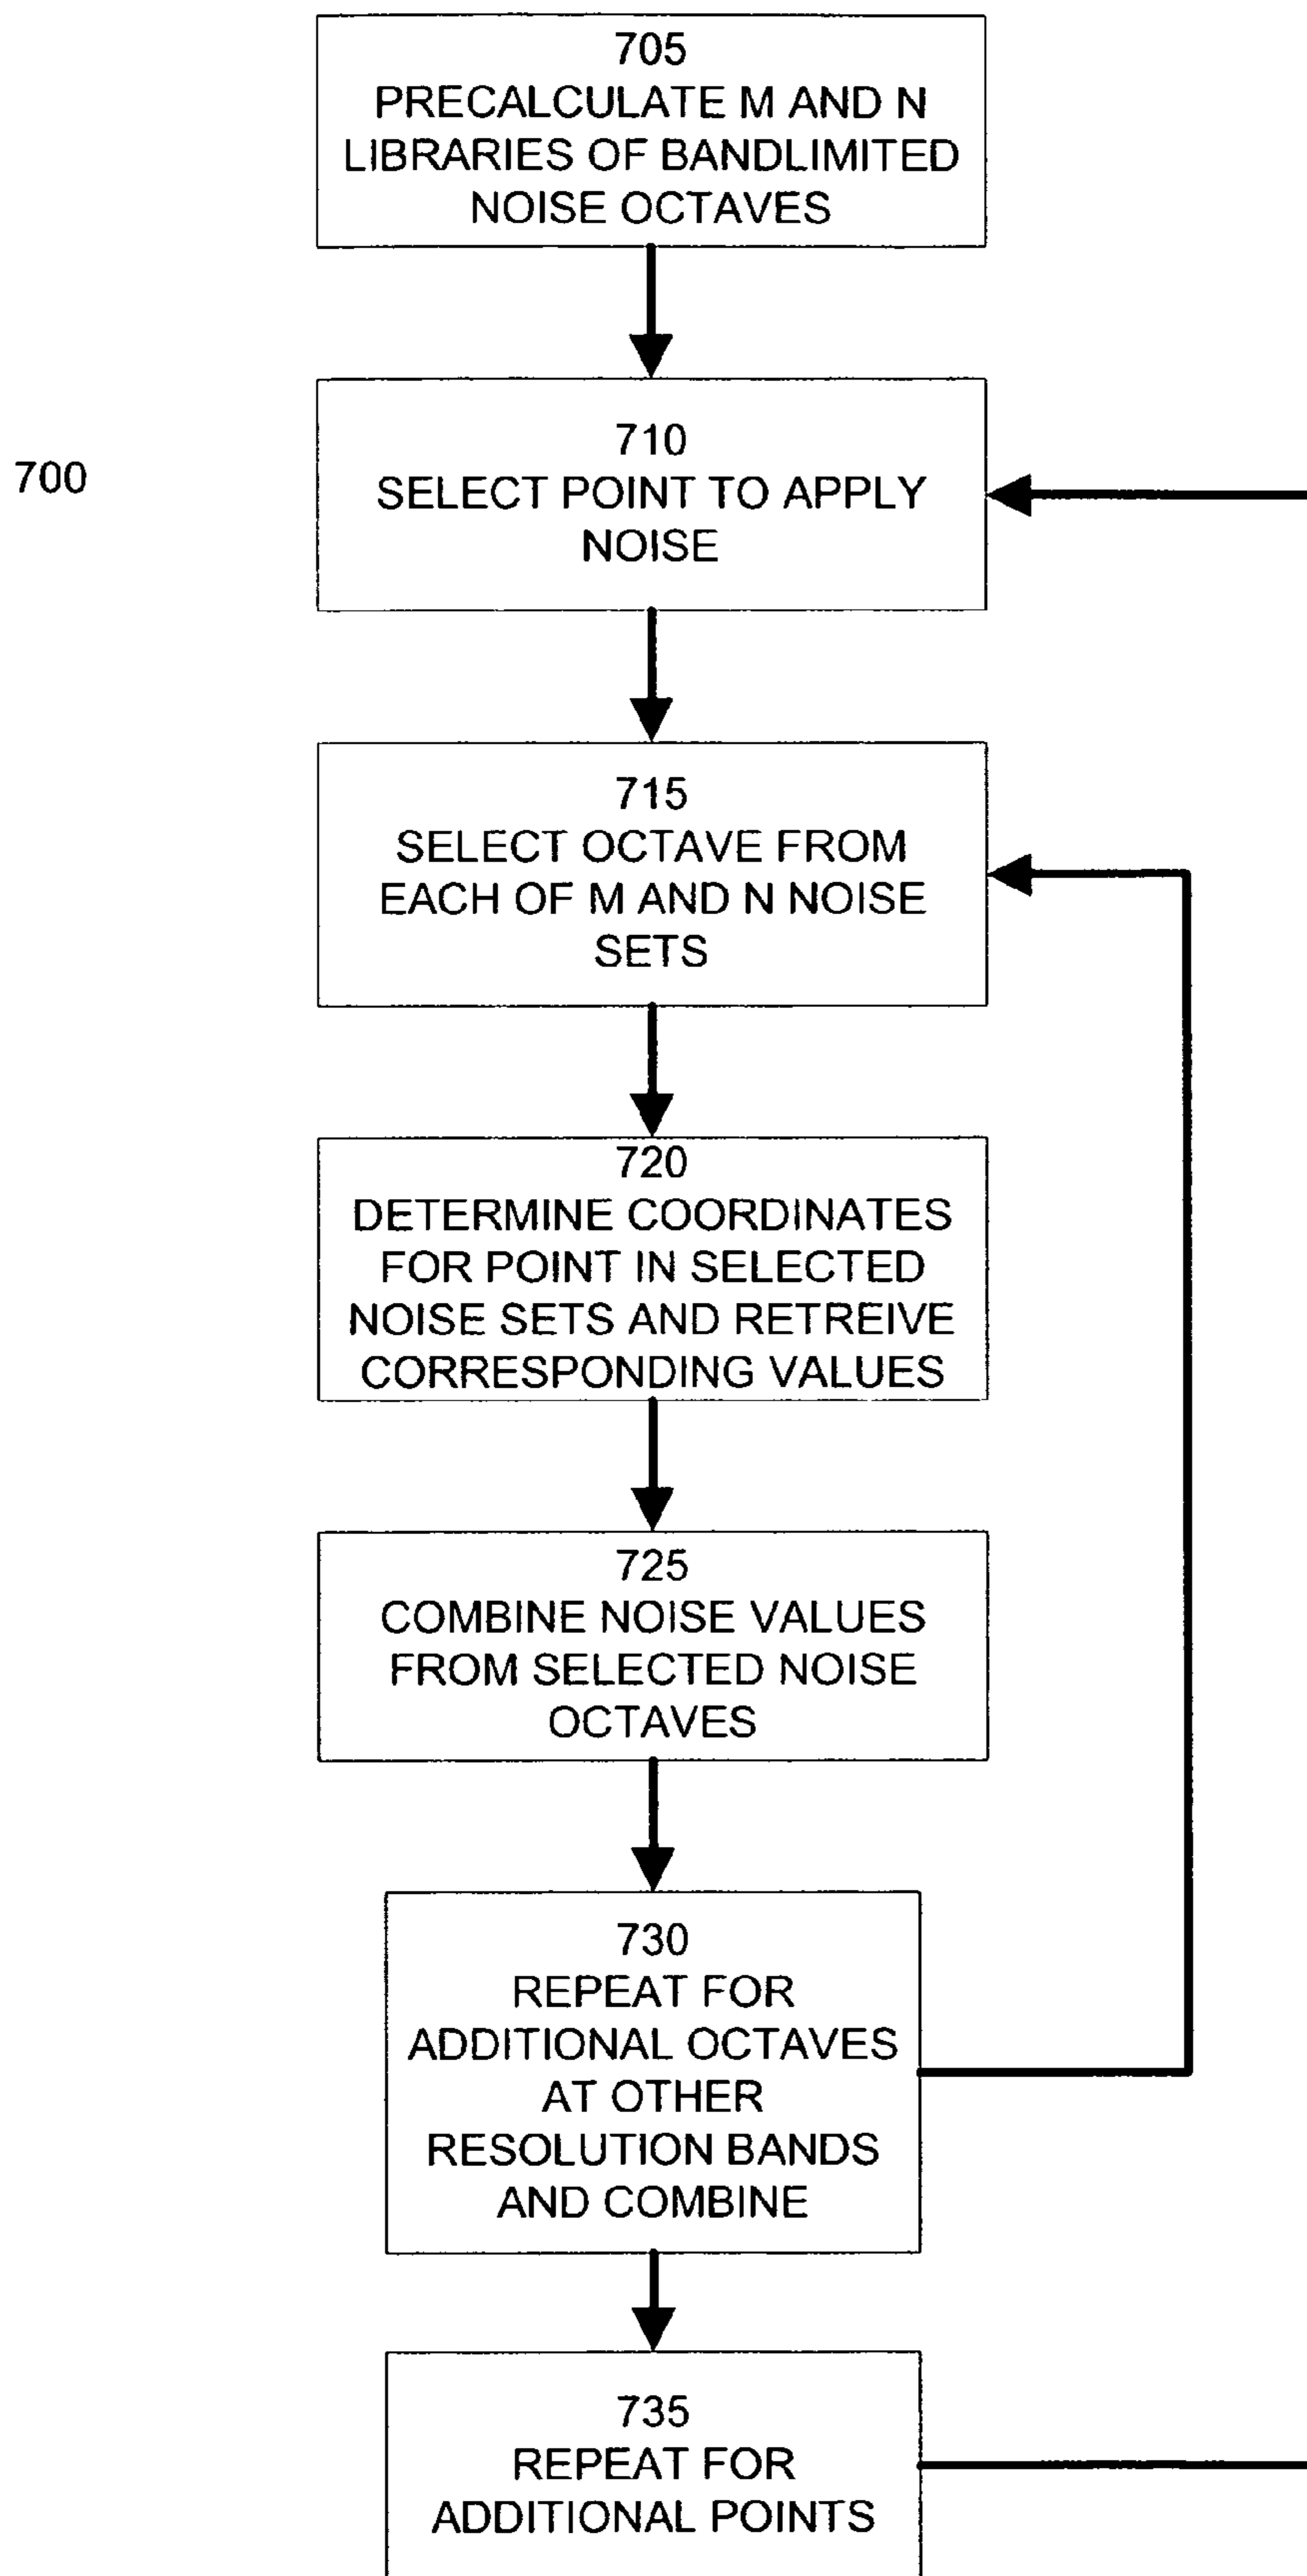 705
PRECALCULATE M AND N
LIBRARIES OF BANDLIMITED
NOISE OCTAVES
700
710
SELECT POINT TO APPLY
NOISE
715
SELECT OCTAVE FROM
EACH OF M AND N NOISE
SETS
720
DETERMINE COORDINATES
FOR POINT IN SELECTED
NOISE SETS AND RETREIVE
CORRESPONDING VALUES
725
COMBINE NOISE VALUES
FROM SELECTED NOISE
OCTAVES
730
REPEAT FOR
ADDITIONAL OCTAVES
AT OTHER
RESOLUTION BANDS
AND COMBINE
735
REPEAT FOR
ADDITIONAL POINTS